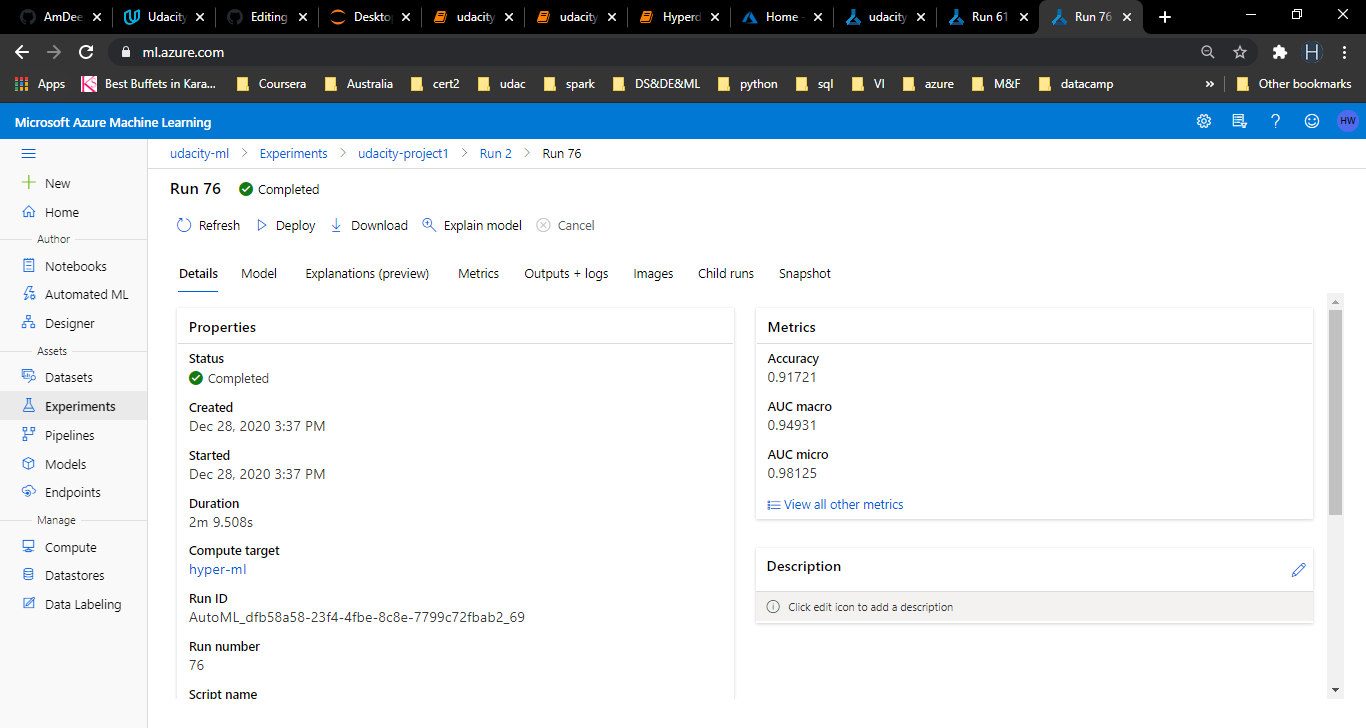 AmDee
Udacity
Editing
Deskto
udacity
udacity
Hyperd
Home -
udacity
Run 61
Run 76
ml.azure.com
H
Apps
KS
Best Buffets in Kara...
Coursera
Australia
cert2
udac
spark
DS&DE&ML
python
sql
VI
azure
M&F
datacamp
»
Other bookmarks
Microsoft Azure Machine Learning
HW
udacity-ml > Experiments > udacity-project1 > Run 2 > Run 76
New
Home
Author
Notebooks
Automated ML
Designer
Assets
Datasets
Experiments
Pipelines
Models
Endpoints
Manage
Compute
Datastores
Data Labeling
Run 76 Completed
Refresh Deploy Download Explain model Cancel
Details Model Explanations (preview) Metrics Outputs + logs Images Child runs Snapshot
Properties
Status
Completed
Created
Dec 28, 2020 3:37 PM
Started
Dec 28, 2020 3:37 PM
Duration
2m 9.508s
Compute target
hyper-ml
Run ID
AutoML_dfb58a58-23f4-4fbe-8c8e-7799c72fbab2_69
Run number
76
Script name
Metrics
Accuracy
0.91721
AUC macro
0.94931
AUC micro
0.98125
View all other metrics
Description
Click edit icon to add a description